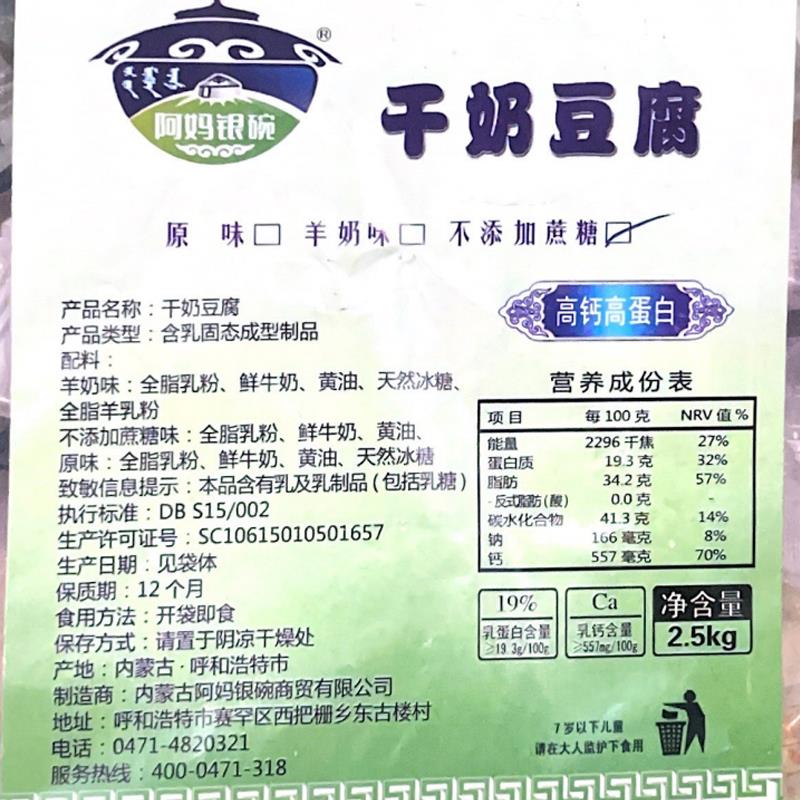 ®
阿妈银碗
干奶豆腐
原 味□ 羊奶味□ 不添加蔗糖☑
高钙高蛋白
产品名称：干奶豆腐
产品类型：含乳固态成型制品
配料：
羊奶味：全脂乳粉、鲜牛奶、黄油、天然冰糖、
全脂羊乳粉
不添加蔗糖味：全脂乳粉、鲜牛奶、黄油、
原味：全脂乳粉、鲜牛奶、黄油、天然冰糖
致敏信息提示：本品含有乳及乳制品（包括乳糖）
执行标准：DB S15/002
生产许可证号：SC10615010501657
生产日期：见袋体
保质期：12个月
食用方法：开袋即食
保存方式：请置于阴凉干燥处
产地：内蒙古·呼和浩特市
制造商：内蒙古阿妈银碗商贸有限公司
地址：呼和浩特市赛罕区西把栅乡东古楼村
电话：0471-4820321
服务热线：400-0471-318
营养成份表
项目 每100克 NRV值%
能量 2296千焦 27%
蛋白质 19.3克 32%
脂肪 34.2克 57%
-反式脂肪(酸) 0.0克 -
碳水化合物 41.3克 14%
钠 166毫克 8%
钙 557毫克 70%
19%
乳蛋白含量
≥19.3g/100g
Ca
乳钙含量
≥557mg/100g
净含量
2.5kg
7岁以下儿童
请在大人监护下食用